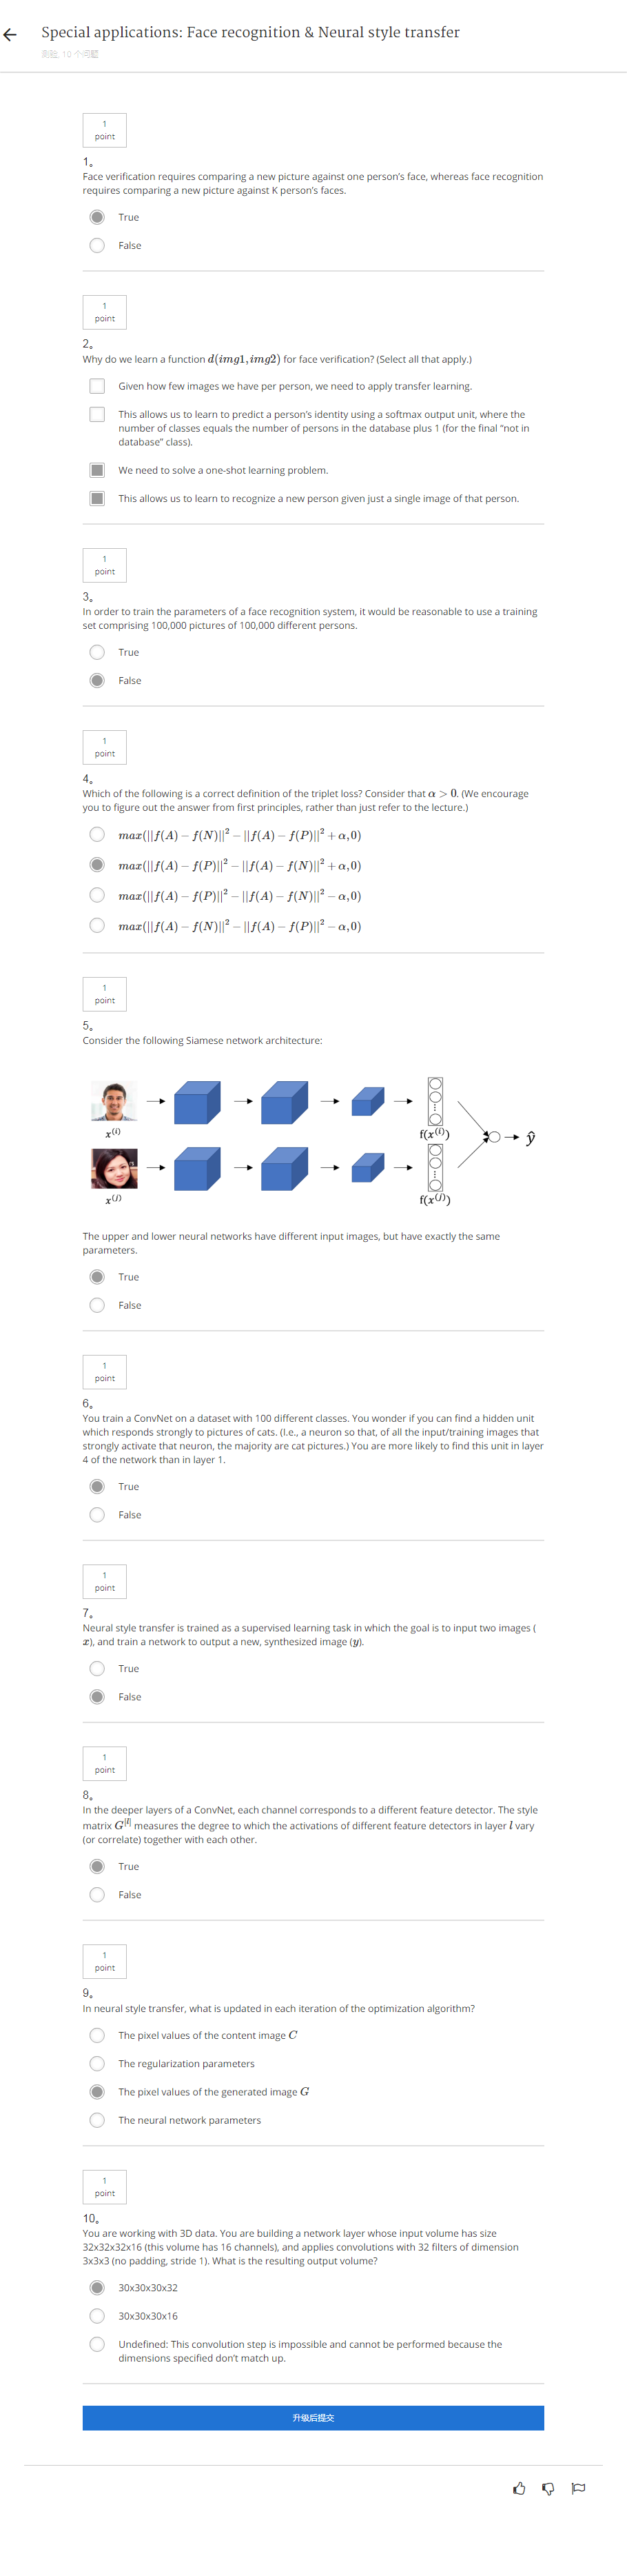 Special applications: Face recognition & Neural style transfer
测验, 10 个问题
1
point
1。
Face verification requires comparing a new picture against one person's face, whereas face recognition
requires comparing a new picture against K person's faces.
True
False
1
point
2。
Why do we learn a function d(img1, img2) for face verification? (Select all that apply.)
Given how few images we have per person, we need to apply transfer learning.
This allows us to learn to predict a person's identity using a softmax output unit, where the
number of classes equals the number of persons in the database plus 1 (for the final "not in
database" class).
We need to solve a one-shot learning problem.
This allows us to learn to recognize a new person given just a single image of that person.
1
point
3。
In order to train the parameters of a face recognition system, it would be reasonable to use a training
set comprising 100,000 pictures of 100,000 different persons.
True
False
1
point
4。
Which of the following is a correct definition of the triplet loss? Consider that α > 0. (We encourage
you to figure out the answer from first principles, rather than just refer to the lecture.)
max(||f(A) − f(N)||² − ||f(A) − f(P)||² + α, 0)
max(||f(A) − f(P)||² − ||f(A) − f(N)||² + α, 0)
max(||f(A) − f(P)||² − ||f(A) − f(N)||² − α, 0)
max(||f(A) − f(N)||² − ||f(A) − f(P)||² − α, 0)
1
point
5。
Consider the following Siamese network architecture:
x⁽ⁱ⁾
f(x⁽ⁱ⁾)
ŷ
x⁽ʲ⁾
f(x⁽ʲ⁾)
The upper and lower neural networks have different input images, but have exactly the same
parameters.
True
False
1
point
6。
You train a ConvNet on a dataset with 100 different classes. You wonder if you can find a hidden unit
which responds strongly to pictures of cats. (I.e., a neuron so that, of all the input/training images that
strongly activate that neuron, the majority are cat pictures.) You are more likely to find this unit in layer
4 of the network than in layer 1.
True
False
1
point
7。
Neural style transfer is trained as a supervised learning task in which the goal is to input two images (
x), and train a network to output a new, synthesized image (y).
True
False
1
point
8。
In the deeper layers of a ConvNet, each channel corresponds to a different feature detector. The style
matrix G^[l] measures the degree to which the activations of different feature detectors in layer l vary
(or correlate) together with each other.
True
False
1
point
9。
In neural style transfer, what is updated in each iteration of the optimization algorithm?
The pixel values of the content image C
The regularization parameters
The pixel values of the generated image G
The neural network parameters
1
point
10。
You are working with 3D data. You are building a network layer whose input volume has size
32x32x32x16 (this volume has 16 channels), and applies convolutions with 32 filters of dimension
3x3x3 (no padding, stride 1). What is the resulting output volume?
30x30x30x32
30x30x30x16
Undefined: This convolution step is impossible and cannot be performed because the
dimensions specified don't match up.
升级后提交